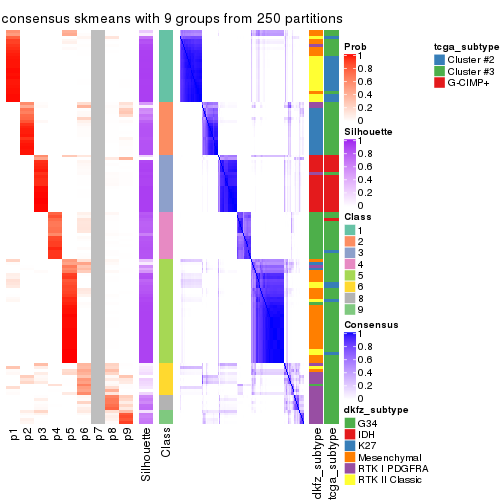 consensus skmeans with 9 groups from 250 partitions
p1
p2
p3
p4
p5
p6
p7
p8
p9
Silhouette
Class
dkfz_subtype
tcga_subtype
Prob
1
0.8
0.6
0.4
0.2
0
Silhouette
1
0.8
0.6
0.4
0.2
0
Class
1
2
3
4
5
6
8
9
Consensus
1
0.8
0.6
0.4
0.2
0
dkfz_subtype
G34
IDH
K27
Mesenchymal
RTK I PDGFRA
RTK II Classic
tcga_subtype
Cluster #2
Cluster #3
G-CIMP+